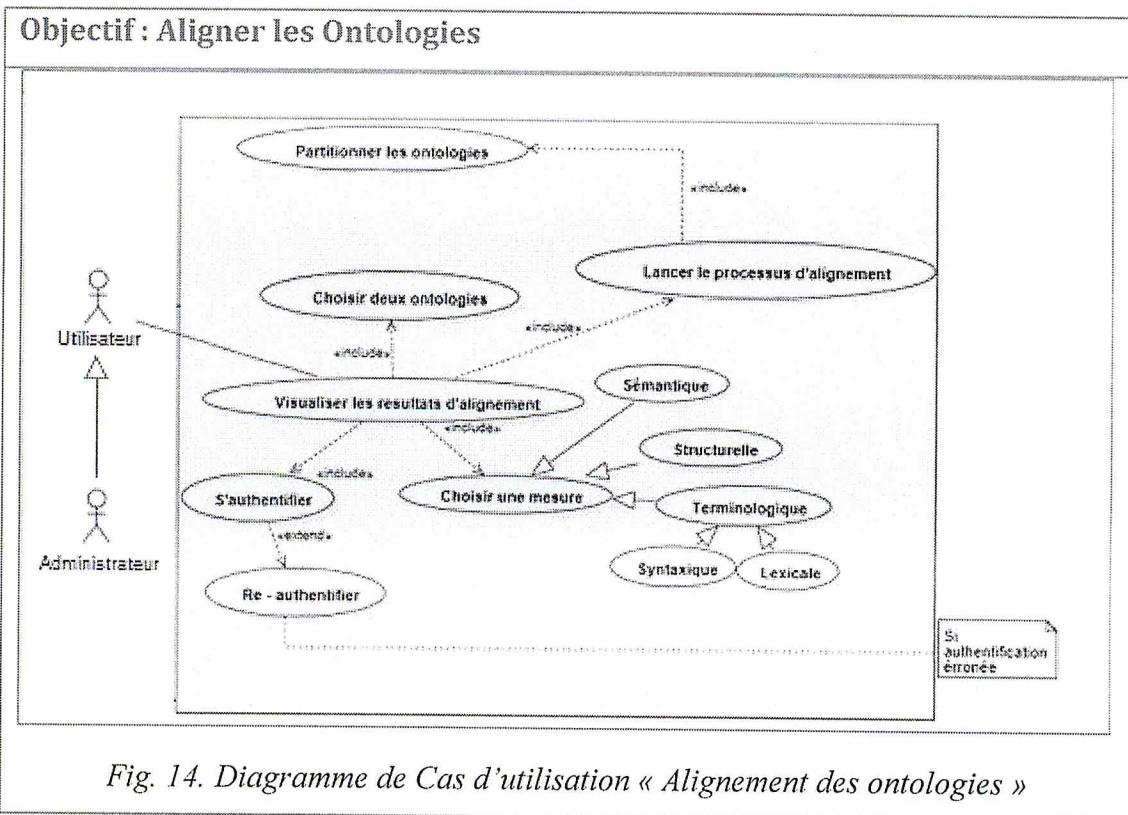 Objectif : Aligner les Ontologies
Partitionner les ontologies
«include»
Lancer le processus d'alignement
Choisir deux ontologies
«include»
Utilisateur
«include»
Sémantique
Visualiser les resultats d'alignement
«include»
Structurelle
«include»
S'authentifier
Choisir une mesure
Terminologique
«extend»
Administrateur
Syntaxique
Lexicale
Re - authentifier
Si
authentification
érronée
Fig. 14. Diagramme de Cas d'utilisation « Alignement des ontologies »